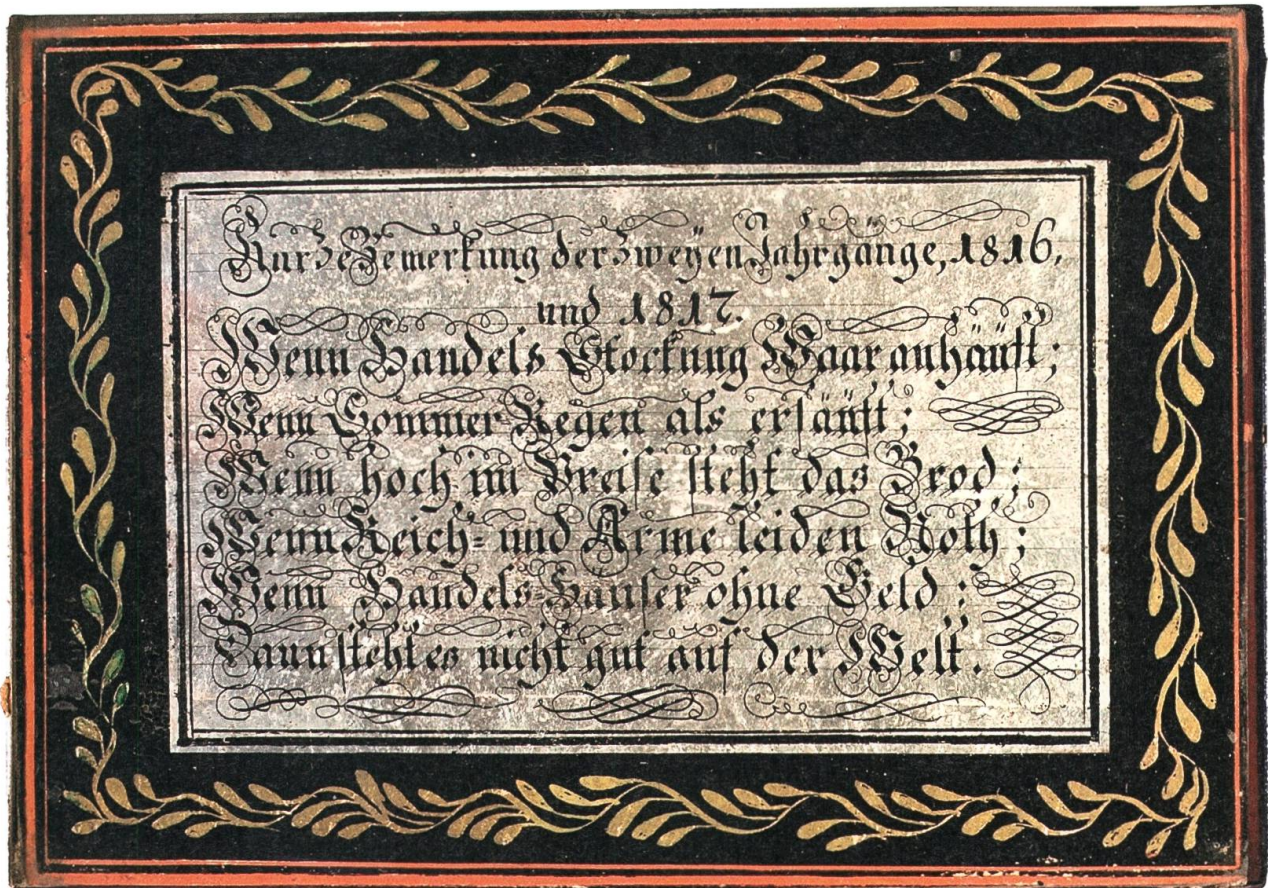 Kurze Bemerkung der zweÿen Jahrgänge, 1816,
und 1817.
Wenn Handels Stockung Waar anhäuft;
Wenn Sommer Regen als ersäuft;
Wenn hoch im Preise steht das Brod;
Wenn Reich= und Arme leiden Noth;
Wenn Handels=Häuser ohne Geld;
Dann steht es nicht gut auf der Welt.